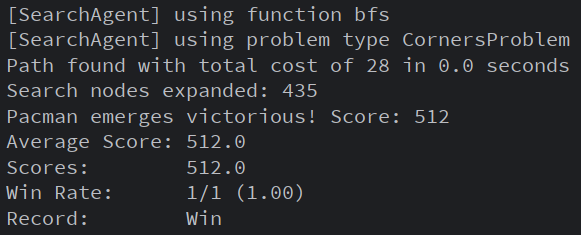 [SearchAgent] using function bfs
[SearchAgent] using problem type CornersProblem
Path found with total cost of 28 in 0.0 seconds
Search nodes expanded: 435
Pacman emerges victorious! Score: 512
Average Score: 512.0
Scores:        512.0
Win Rate:      1/1 (1.00)
Record:        Win